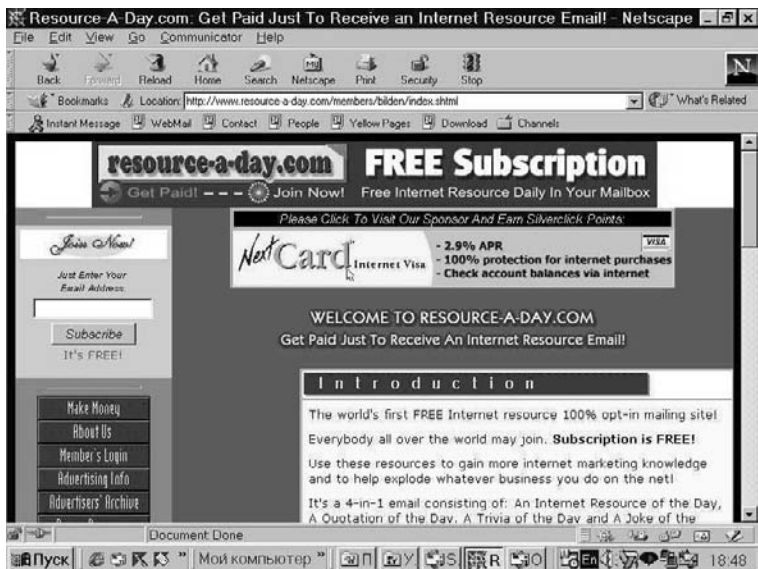 Resource-A-Day.com: Get Paid Just To Receive an Internet Resource Email! - Netscape
File Edit View Go Communicator Help
Back Forward Reload Home Search Netscape Print Security Stop
Bookmarks Location: http://www.resource-a-day.com/members/bilden/index.shtml What's Related
Instant Message WebMail Contact People Yellow Pages Download Channels
resource-a-day.com FREE Subscription
Get Paid! - - - Join Now! Free Internet Resource Daily In Your Mailbox
Please Click To Visit Our Sponsor And Earn Silverclick Points:
Join Now!
Just Enter Your
Email Address:
Subscribe
It's FREE!
Next Card Internet Visa
- 2.9% APR
- 100% protection for internet purchases
- Check account balances via internet
VISA
WELCOME TO RESOURCE-A-DAY.COM
Get Paid Just To Receive An Internet Resource Email!
Make Money
About Us
Member's Login
Advertising Info
Advertisers' Archive
Introduction
The world's first FREE Internet resource 100% opt-in mailing site!
Everybody all over the world may join. Subscription is FREE!
Use these resources to gain more internet marketing knowledge
and to help explode whatever business you do on the net!
It's a 4-in-1 email consisting of: An Internet Resource of the Day,
A Quotation of the Day, A Trivia of the Day and A Joke of the
Document Done
Пуск Мой компьютер П У S. R О En 18:48